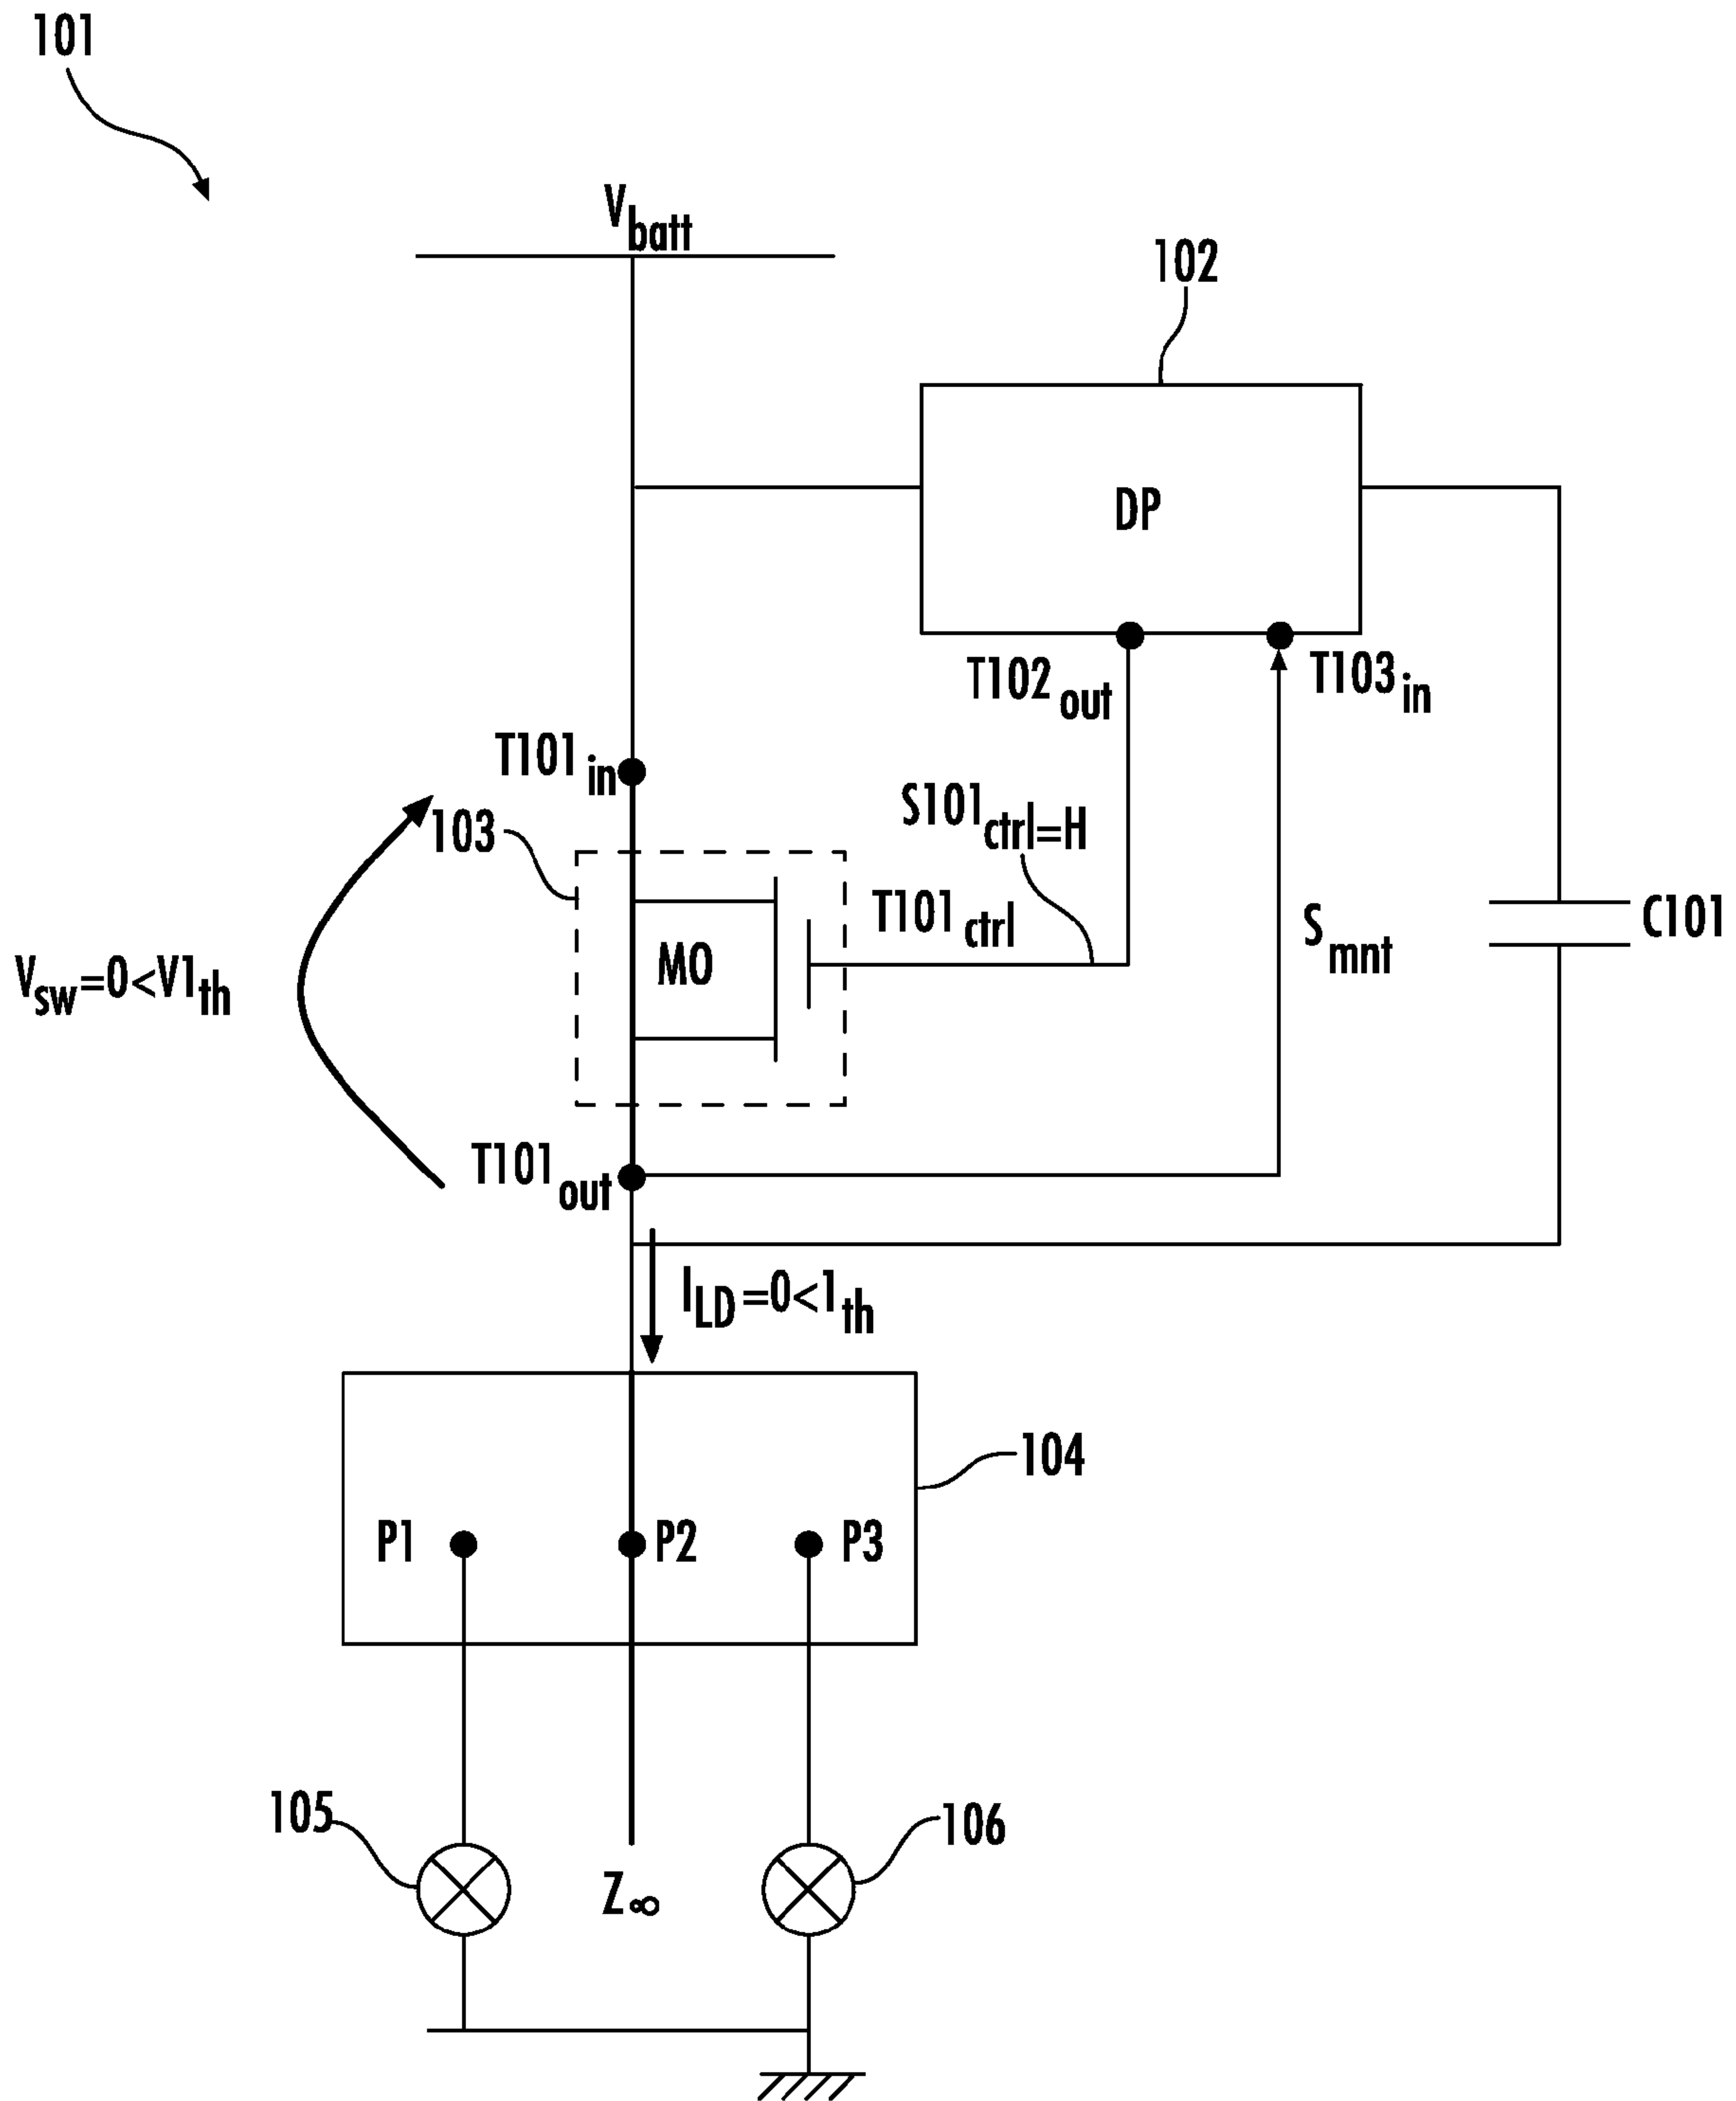 101
Vbatt
102
DP
T102out
T103in
T101in
103
S101ctrl=H
T101ctrl
MO
Smnt
C101
Vsw=0<V1th
T101out
ILD=0<1th
104
P1
P2
P3
105
106
Z∞